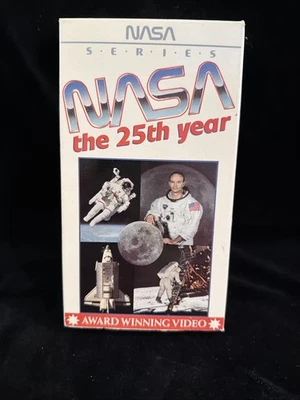 NASA
SERIES
NASA
the 25th year
AWARD WINNING VIDEO